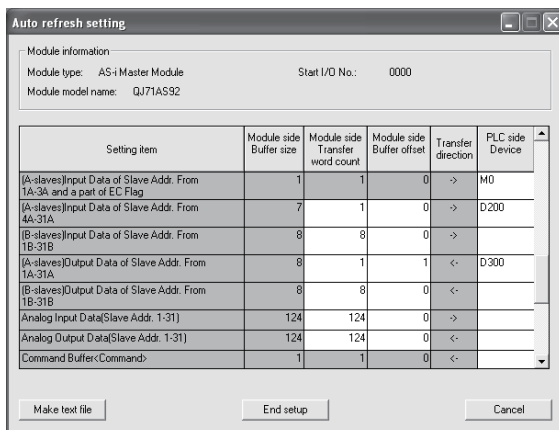 Auto refresh setting
Module information
Module type: AS-i Master Module Start I/O No.: 0000
Module model name: QJ71AS92
Setting item Module side Buffer size Module side Transfer word count Module side Buffer offset Transfer direction PLC side Device
(A-slaves)Input Data of Slave Addr. From 1A-3A and a part of EC Flag 1 1 0 -> M0
(A-slaves)Input Data of Slave Addr. From 4A-31A 7 1 0 -> D200
(B-slaves)Input Data of Slave Addr. From 1B-31B 8 8 0 ->
(A-slaves)Output Data of Slave Addr. From 1A-31A 8 1 1 <- D300
(B-slaves)Output Data of Slave Addr. From 1B-31B 8 8 0 <-
Analog Input Data(Slave Addr. 1-31) 124 124 0 ->
Analog Output Data(Slave Addr. 1-31) 124 124 0 <-
Command Buffer<Command> 1 1 0 <-
Make text file End setup Cancel